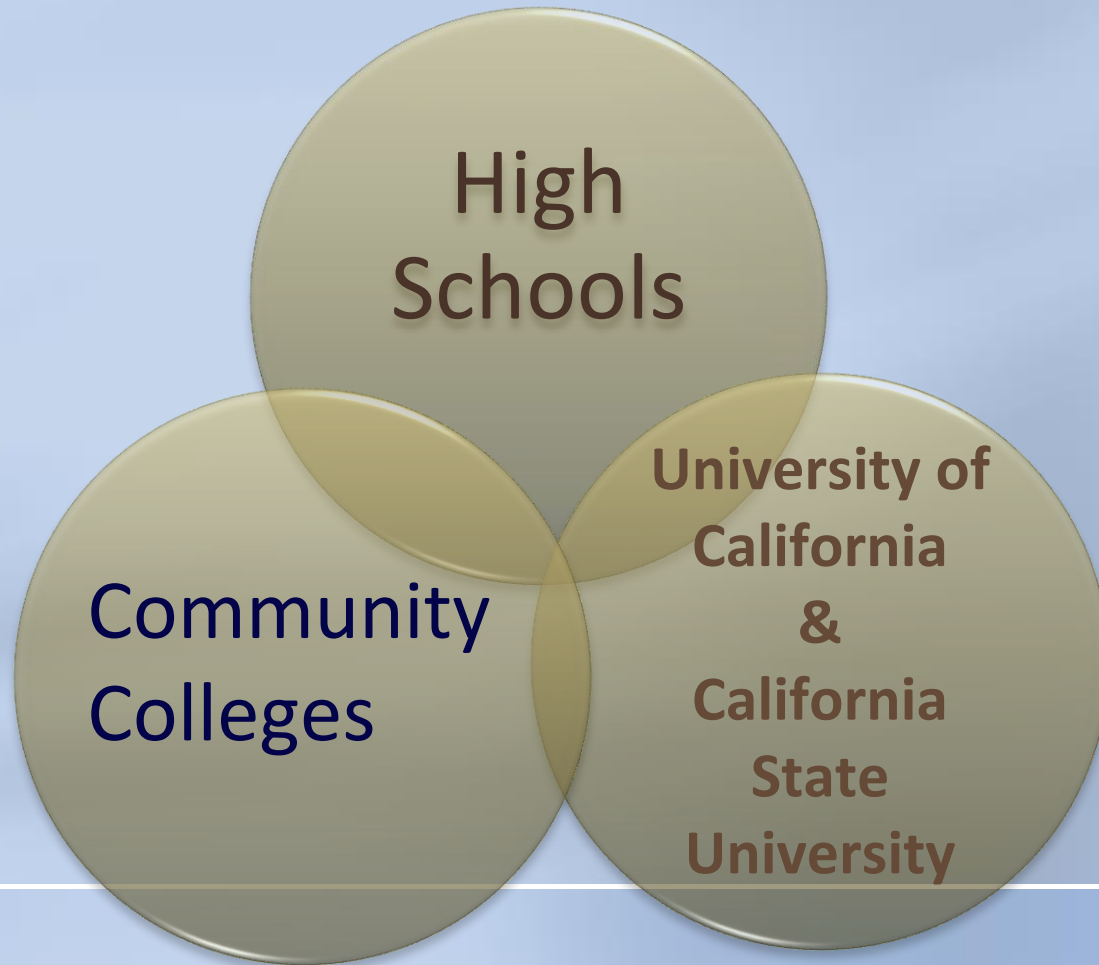 High
Schools
Community
Colleges
University of
California
&
California
State
University